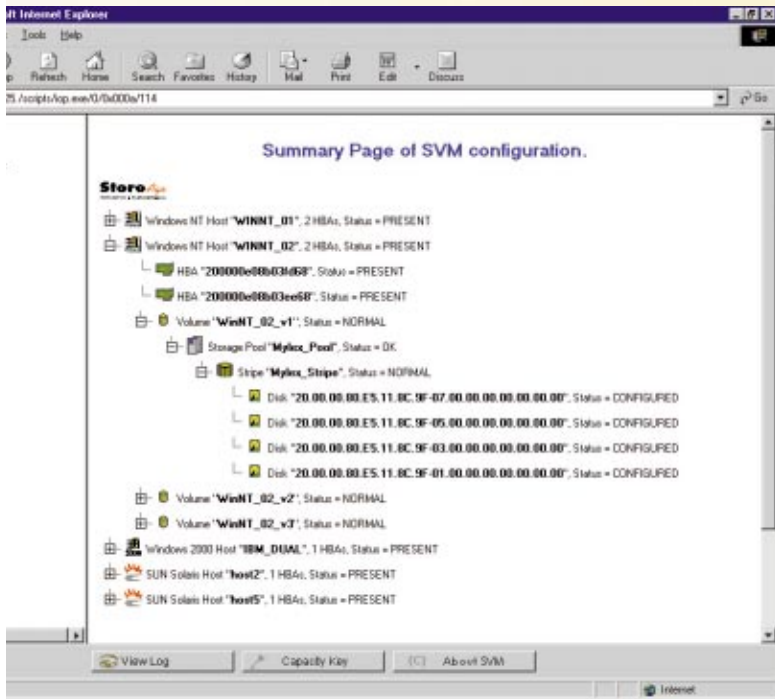 oft Internet Explorer
Tools Help
Refresh Home Search Favorites History Mail Print Edit Discuss
25./scripts/iop.exe/0/0x000a/114
Go
Summary Page of SVM configuration.
Store
Windows NT Host "WINNT_01", 2 HBAs, Status = PRESENT
Windows NT Host "WINNT_02", 2 HBAs, Status = PRESENT
HBA "200000e08b03fd68", Status = PRESENT
HBA "200000e08b03ee68", Status = PRESENT
Volume "WinNT_02_v1", Status = NORMAL
Storage Pool "Mylex_Pool", Status = OK
Stripe "Mylex_Stripe", Status = NORMAL
Disk "20.00.00.80.E5.11.8C.9F-07.00.00.00.00.00.00.00", Status = CONFIGURED
Disk "20.00.00.80.E5.11.8C.9F-05.00.00.00.00.00.00.00", Status = CONFIGURED
Disk "20.00.00.80.E5.11.8C.9F-03.00.00.00.00.00.00.00", Status = CONFIGURED
Disk "20.00.00.80.E5.11.8C.9F-01.00.00.00.00.00.00.00", Status = CONFIGURED
Volume "WinNT_02_v2", Status = NORMAL
Volume "WinNT_02_v3", Status = NORMAL
Windows 2000 Host "IBM_DUAL", 1 HBAs, Status = PRESENT
SUN Solaris Host "host2", 1 HBAs, Status = PRESENT
SUN Solaris Host "host5", 1 HBAs, Status = PRESENT
View Log Capacity Key (C) About SVM
Internet